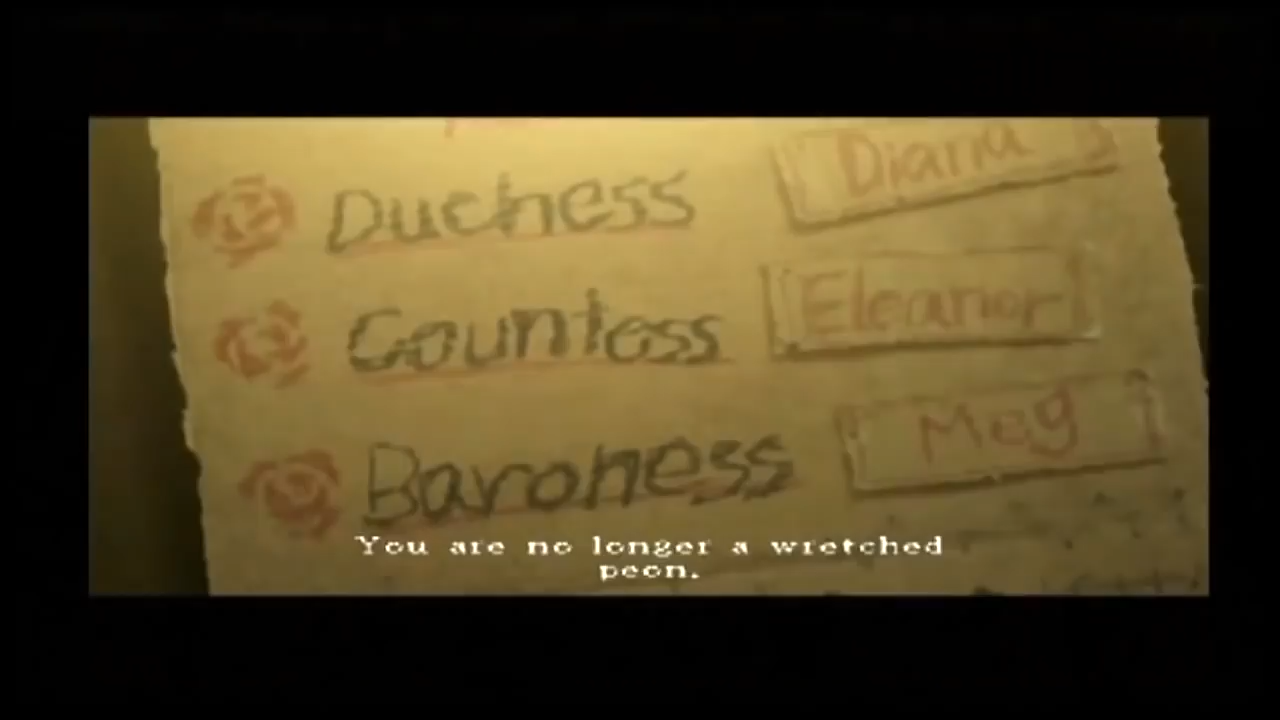 Duchess Diana
Countess Eleanor
Baroness Meg
You are no longer a wretched
peon.